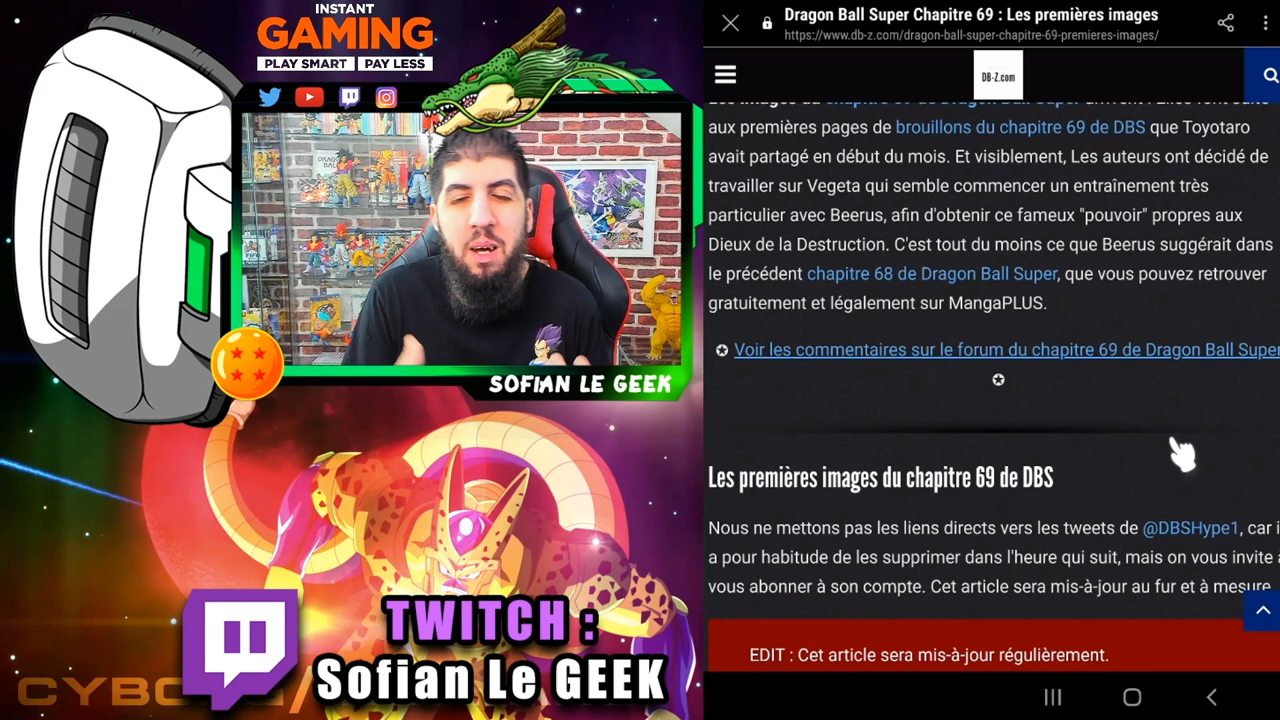 INSTANT
GAMING
PLAY SMART PAY LESS
SOFIAN LE GEEK
TWITCH :
Sofian Le GEEK
Dragon Ball Super Chapitre 69 : Les premières images
https://www.db-z.com/dragon-ball-super-chapitre-69-premieres-images/
DB-Z.com
aux premières pages de brouillons du chapitre 69 de DBS que Toyotaro
avait partagé en début du mois. Et visiblement, Les auteurs ont décidé de
travailler sur Vegeta qui semble commencer un entraînement très
particulier avec Beerus, afin d'obtenir ce fameux "pouvoir" propres aux
Dieux de la Destruction. C'est tout du moins ce que Beerus suggérait dans
le précédent chapitre 68 de Dragon Ball Super, que vous pouvez retrouver
gratuitement et légalement sur MangaPLUS.
Voir les commentaires sur le forum du chapitre 69 de Dragon Ball Super
Les premières images du chapitre 69 de DBS
Nous ne mettons pas les liens directs vers les tweets de @DBSHype1, car i
a pour habitude de les supprimer dans l'heure qui suit, mais on vous invite à
vous abonner à son compte. Cet article sera mis-à-jour au fur et à mesure
EDIT : Cet article sera mis-à-jour régulièrement.